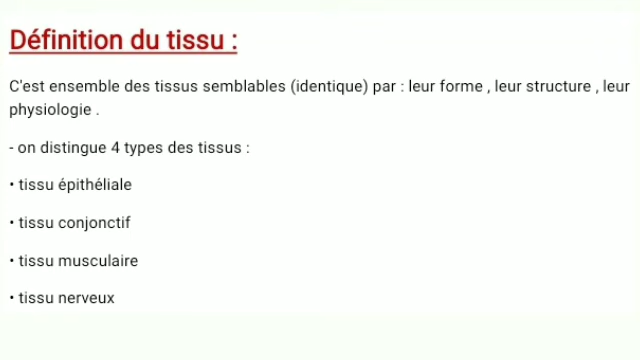 Définition du tissu :
C'est ensemble des tissus semblables (identique) par : leur forme , leur structure , leur
physiologie .
- on distingue 4 types des tissus :
• tissu épithéliale
• tissu conjonctif
• tissu musculaire
• tissu nerveux